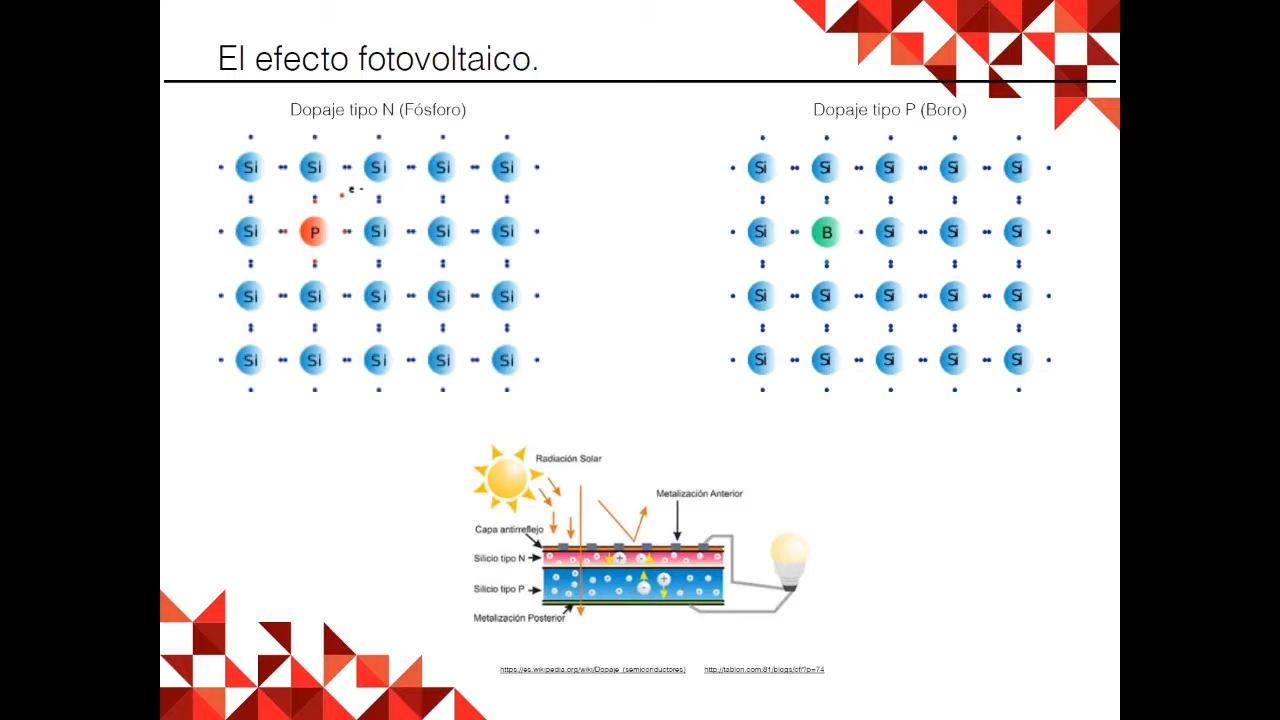 El efecto fotovoltaico.
Dopaje tipo N (Fósforo)
Dopaje tipo P (Boro)
Si Si Si Si Si
e -
Si P Si Si Si
Si Si Si Si Si
Si Si Si Si Si
Si Si Si Si Si
Si B Si Si Si
Si Si Si Si Si
Si Si Si Si Si
Radiación Solar
Metalización Anterior
Capa antirreflejo
Silicio tipo N
Silicio tipo P
Metalización Posterior
https://es.wikipedia.org/wiki/Dopaje_(semiconductores)
http://tablon.com:81/blogs/cf/?p=74